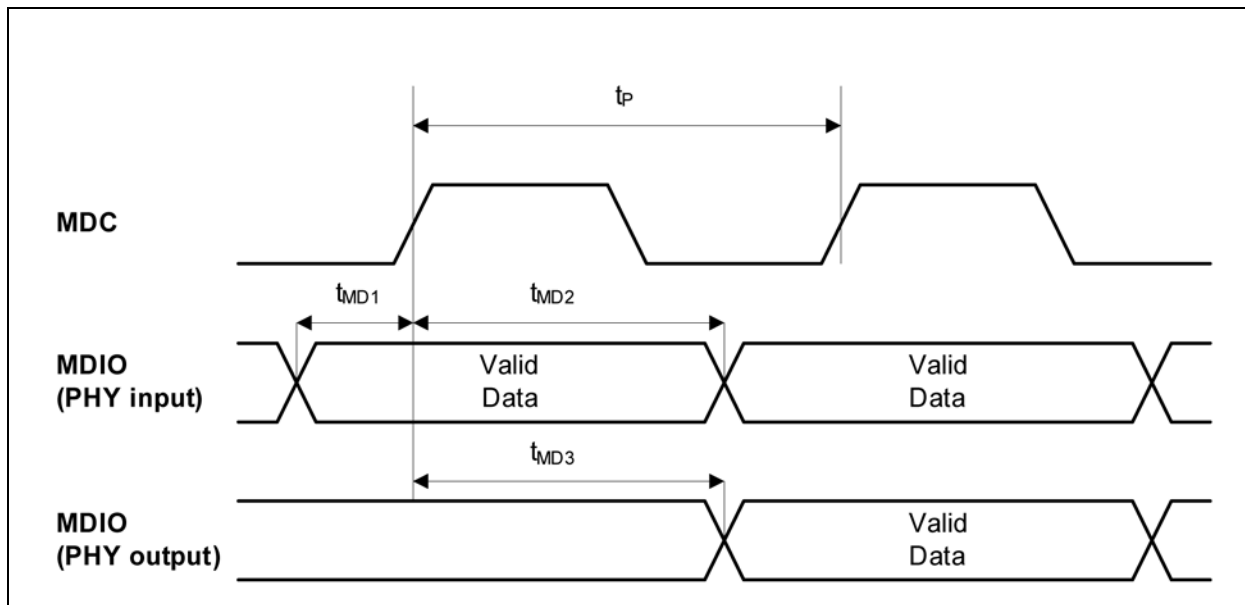 tP
MDC
tMD1
tMD2
MDIO
(PHY input)
Valid
Data
Valid
Data
tMD3
MDIO
(PHY output)
Valid
Data